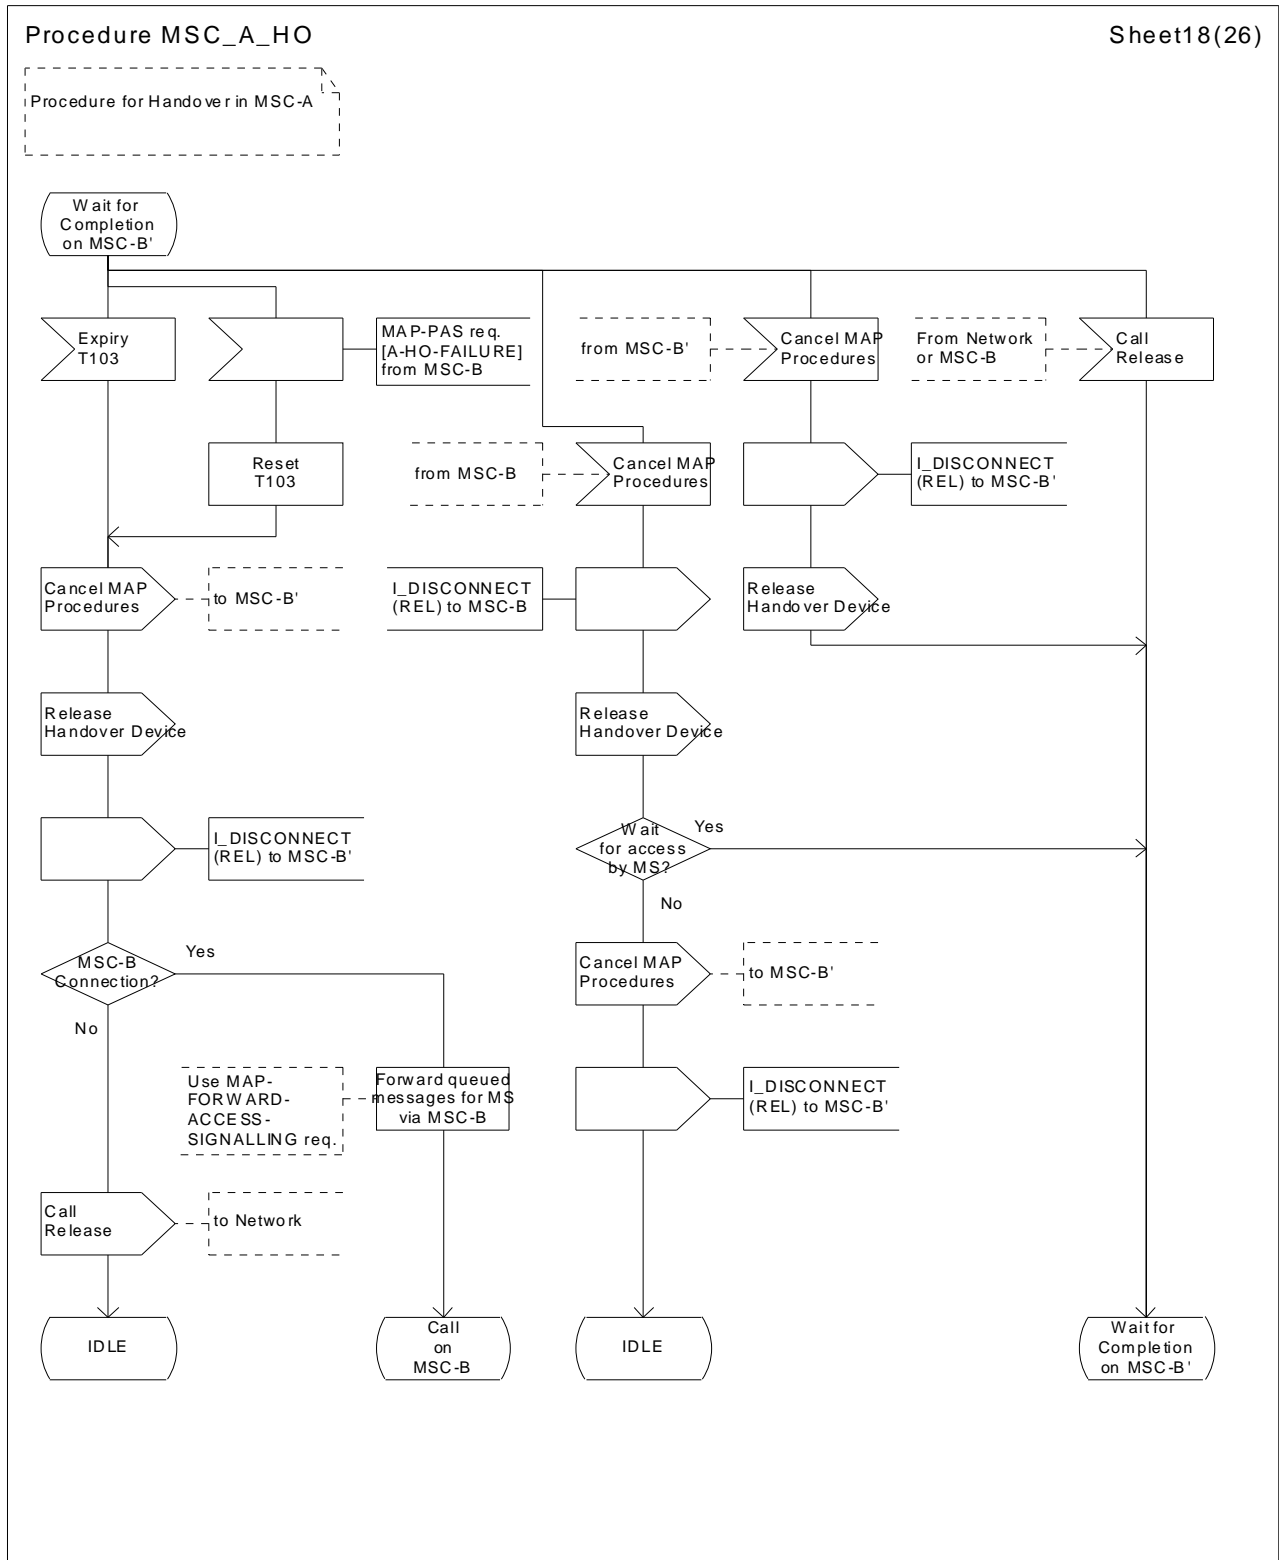 Procedure MSC_A_HO
Sheet18(26)
Procedure for Handover in MSC-A
Wait for
Completion
on MSC-B'
Expiry
T103
MAP-PAS req.
[A-HO-FAILURE]
from MSC-B
from MSC-B'
Cancel MAP
Procedures
From Network
or MSC-B
Call
Release
Reset
T103
from MSC-B
Cancel MAP
Procedures
I_DISCONNECT
(REL) to MSC-B'
Cancel MAP
Procedures
to MSC-B'
I_DISCONNECT
(REL) to MSC-B
Release
Handover Device
Release
Handover Device
Release
Handover Device
I_DISCONNECT
(REL) to MSC-B'
Wait
for access
by MS?
Yes
No
MSC-B
Connection?
Yes
No
Cancel MAP
Procedures
to MSC-B'
Use MAP-
FORWARD-
ACCESS-
SIGNALLING req.
Forward queued
messages for MS
via MSC-B
I_DISCONNECT
(REL) to MSC-B'
Call
Release
to Network
IDLE
Call
on
MSC-B
IDLE
Wait for
Completion
on MSC-B'